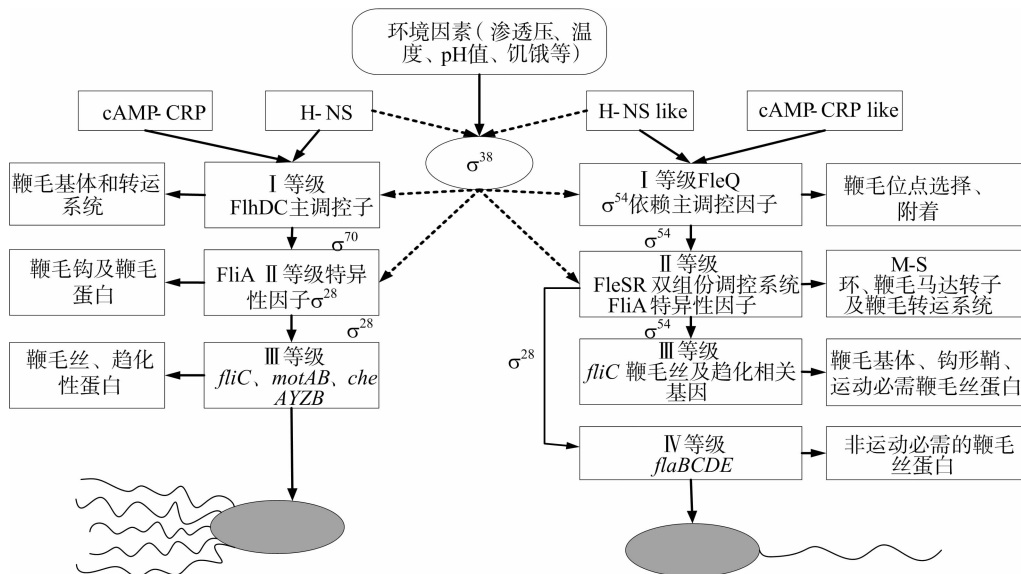 环境因素（渗透压、温
度、pH值、饥饿等）
cAMP-CRP
H-NS
H-NS like
cAMP-CRP like
σ³⁸
鞭毛基体和转运
系统
Ⅰ等级
FlhDC主调控子
Ⅰ等级FleQ
σ⁵⁴依赖主调控因子
鞭毛位点选择、
附着
σ⁷⁰
σ⁵⁴
鞭毛钩及鞭毛
蛋白
FliA Ⅱ等级特异
性因子σ²⁸
Ⅱ等级
FleSR 双组份调控系统
FliA特异性因子
M-S
环、鞭毛马达转子
及鞭毛转运系统
σ²⁸
σ⁵⁴
σ²⁸
鞭毛丝、趋化
性蛋白
Ⅲ等级
fliC、motAB、che
AYZB
Ⅲ等级
fliC 鞭毛丝及趋化相关
基因
鞭毛基体、钩形鞘、
运动必需鞭毛丝蛋白
Ⅳ等级
flaBCDE
非运动必需的鞭毛
丝蛋白